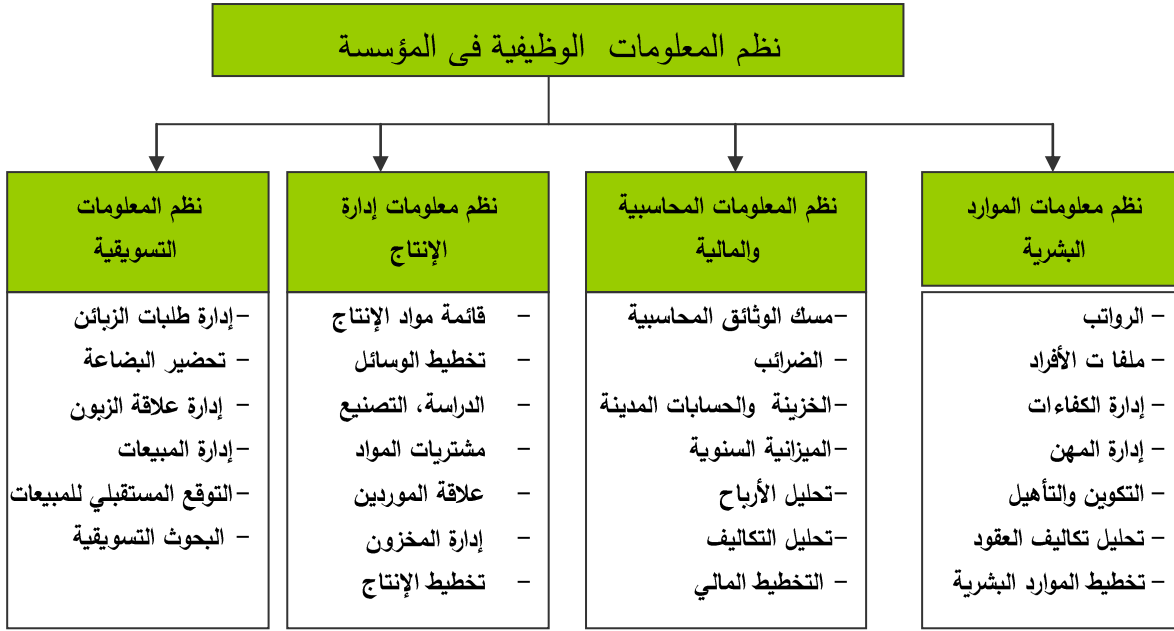 نظم المعلومات الوظيفية فى المؤسسة
نظم معلومات الموارد
البشرية
- الرواتب
- ملفا ت الأفراد
- إدارة الكفاءات
- إدارة المهن
- التكوين والتأهيل
- تحليل تكاليف العقود
- تخطيط الموارد البشرية
نظم المعلومات المحاسبية
والمالية
-مسك الوثائق المحاسبية
- الضرائب
-الخزينة والحسابات المدينة
-الميزانية السنوية
-تحليل الأرباح
-تحليل التكاليف
- التخطيط المالي
نظم معلومات إدارة
الإنتاج
- قائمة مواد الإنتاج
- تخطيط الوسائل
- الدراسة، التصنيع
- مشتريات المواد
- علاقة الموردين
- إدارة المخزون
- تخطيط الإنتاج
نظم المعلومات
التسويقية
-إدارة طلبات الزبائن
- تحضير البضاعة
- إدارة علاقة الزبون
-إدارة المبيعات
-التوقع المستقبلي للمبيعات
- البحوث التسويقية